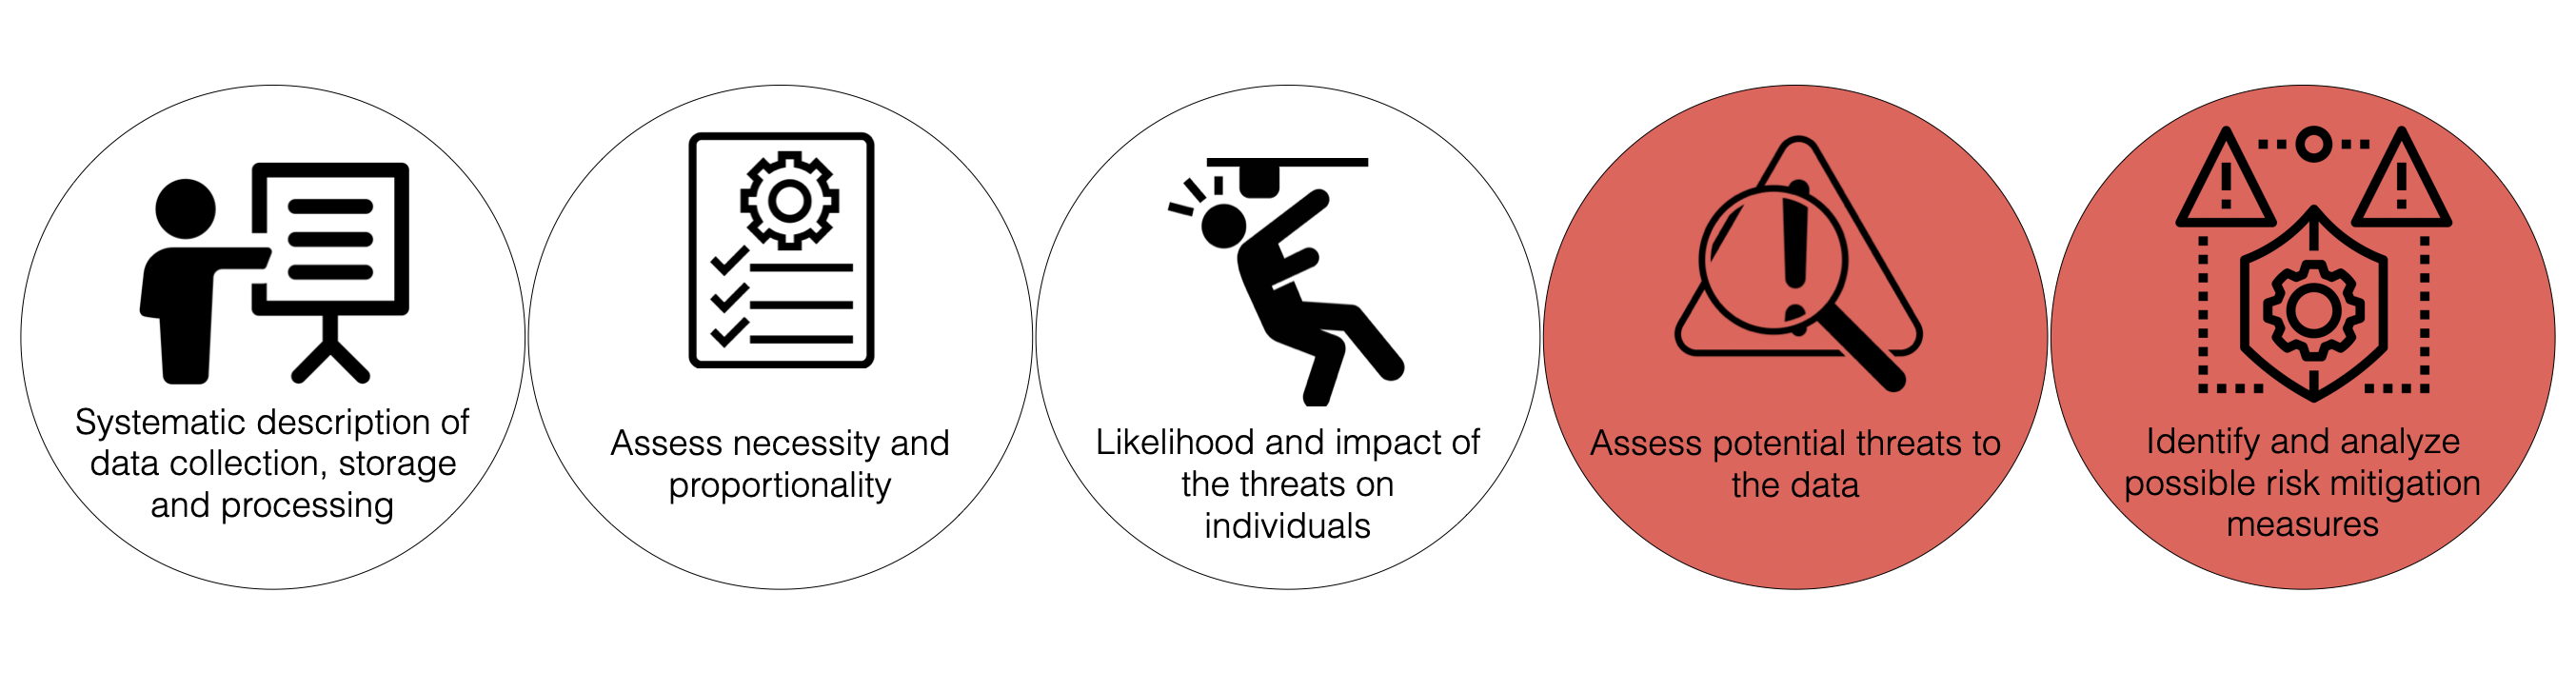 Systematic description of
data collection, storage
and processing
Assess necessity and
proportionality
Likelihood and impact of
the threats on
individuals
Assess potential threats to
the data
Identify and analyze
possible risk mitigation
measures